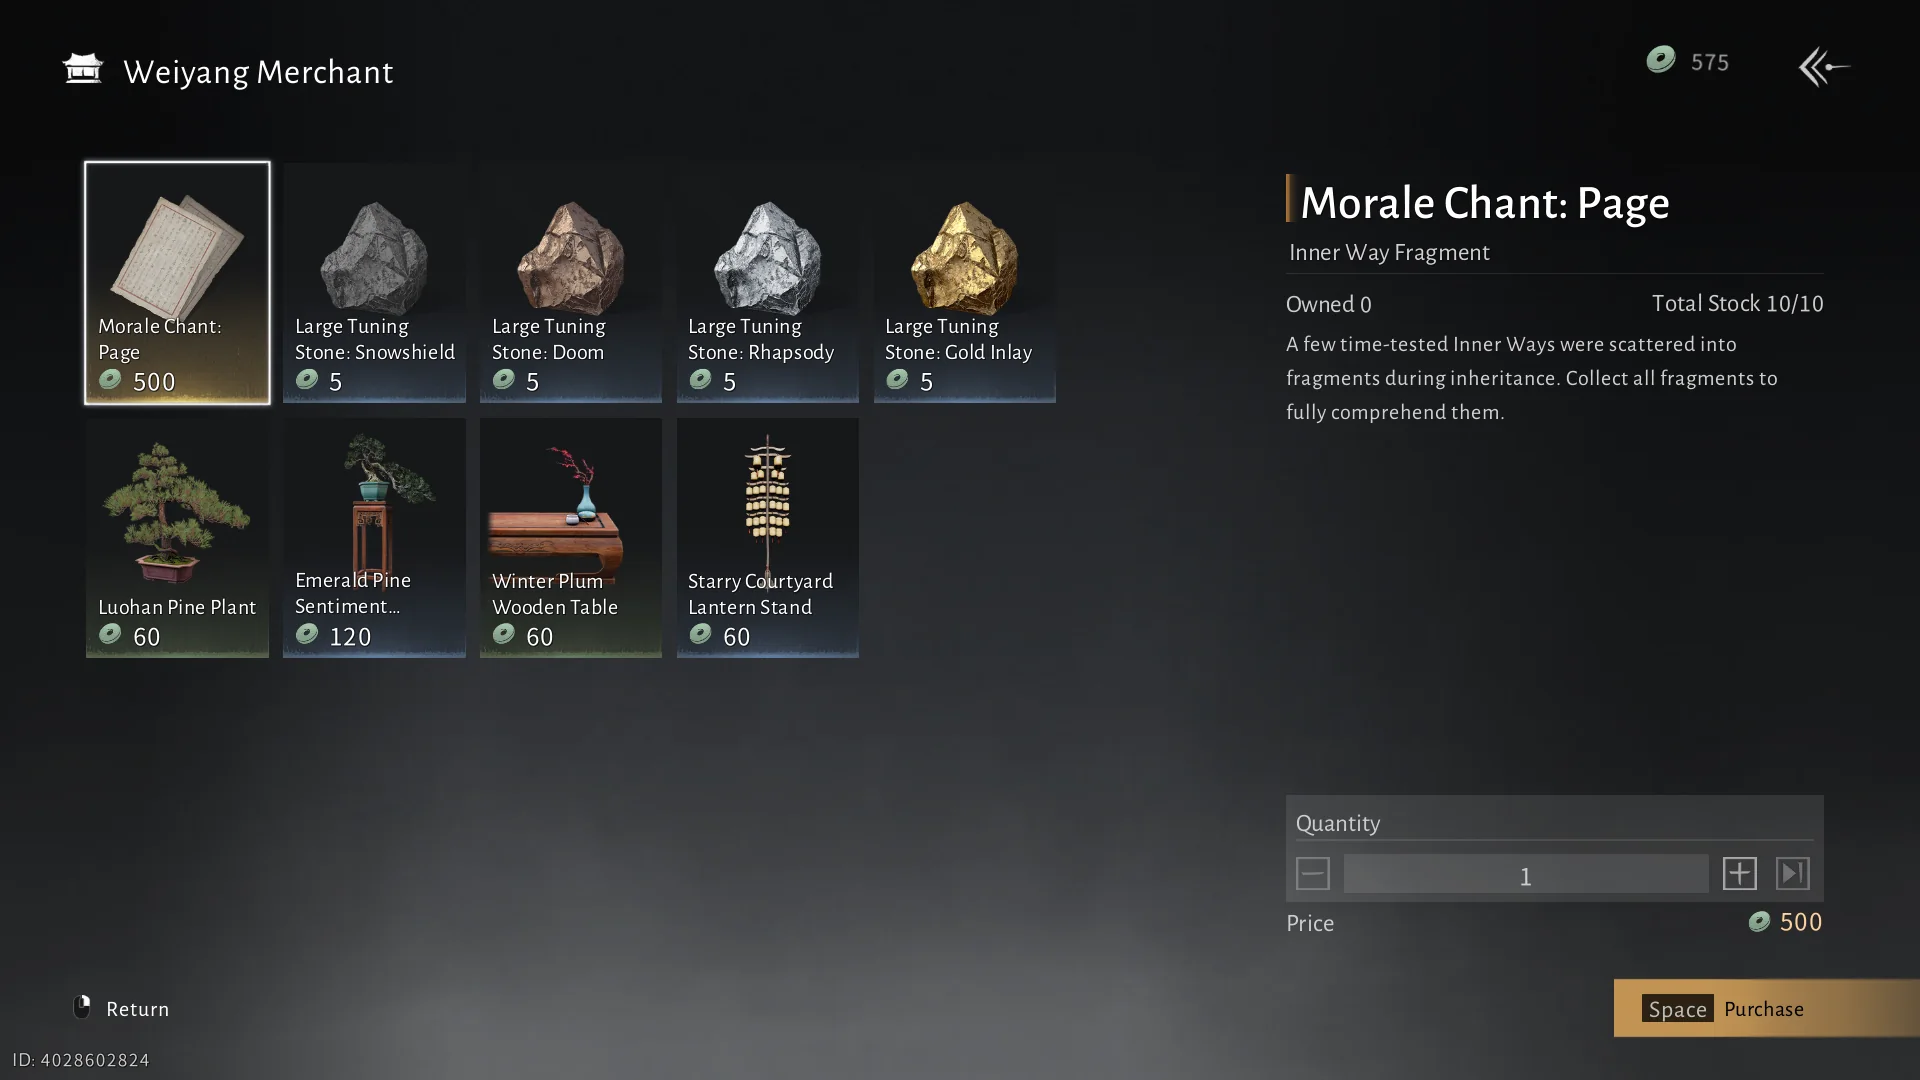 Weiyang Merchant
575
Morale Chant:
Page
500
Large Tuning
Stone: Snowshield
5
Large Tuning
Stone: Doom
5
Large Tuning
Stone: Rhapsody
5
Large Tuning
Stone: Gold Inlay
5
Luohan Pine Plant
60
Emerald Pine
Sentiment...
120
Winter Plum
Wooden Table
60
Starry Courtyard
Lantern Stand
60
Morale Chant: Page
Inner Way Fragment
Owned 0
Total Stock 10/10
A few time-tested Inner Ways were scattered into
fragments during inheritance. Collect all fragments to
fully comprehend them.
Quantity
1
Price
500
Return
Space Purchase
ID: 4028602824